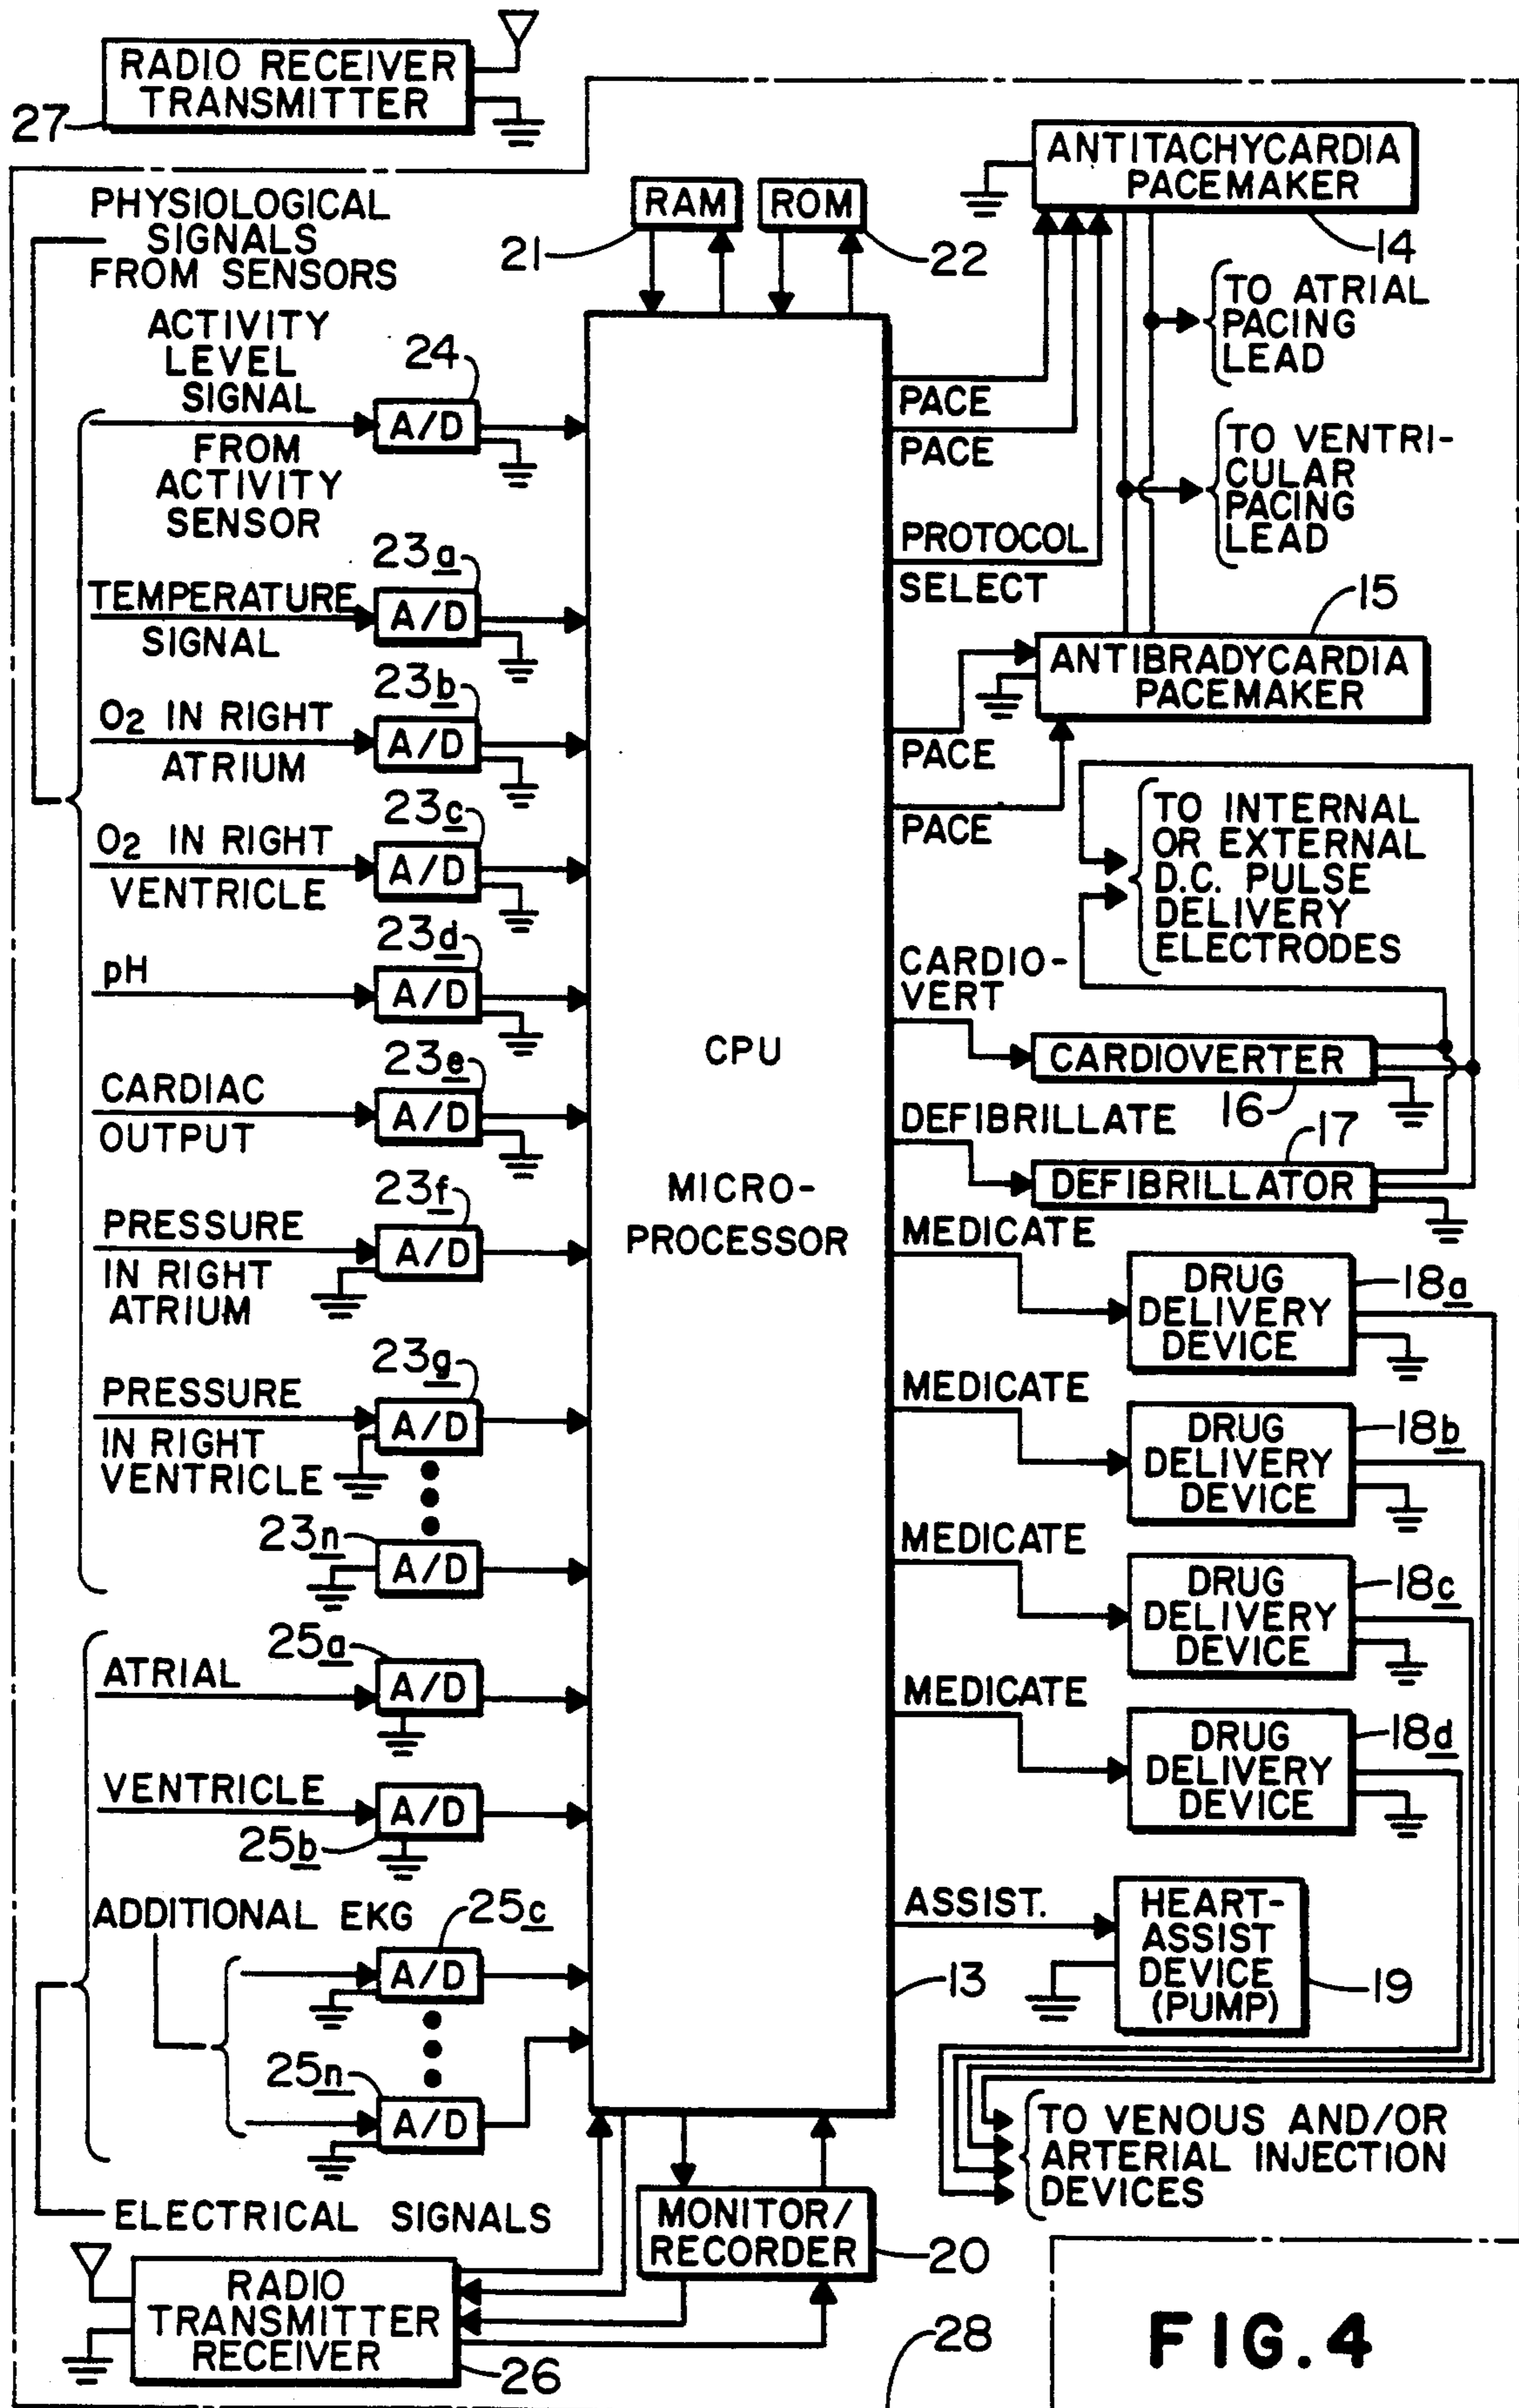 RADIO RECEIVER
TRANSMITTER
27
PHYSIOLOGICAL
SIGNALS
FROM SENSORS
ACTIVITY
LEVEL
SIGNAL
FROM
ACTIVITY
SENSOR
24
A/D
23a
TEMPERATURE
SIGNAL
A/D
23b
O2 IN RIGHT
ATRIUM
A/D
23c
O2 IN RIGHT
VENTRICLE
A/D
23d
pH
A/D
23e
CARDIAC
OUTPUT
A/D
23f
PRESSURE
IN RIGHT
ATRIUM
A/D
23g
PRESSURE
IN RIGHT
VENTRICLE
A/D
23n
A/D
25a
ATRIAL
A/D
VENTRICLE
A/D
25b
ADDITIONAL EKG
25c
A/D
25n
A/D
ELECTRICAL SIGNALS
RADIO
TRANSMITTER
RECEIVER
26
RAM
ROM
21
22
CPU
MICRO-
PROCESSOR
13
MONITOR/
RECORDER
20
28
ANTITACHYCARDIA
PACEMAKER
14
TO ATRIAL
PACING
LEAD
PACE
PACE
TO VENTRI-
CULAR
PACING
LEAD
PROTOCOL
SELECT
15
ANTIBRADYCARDIA
PACEMAKER
PACE
PACE
TO INTERNAL
OR EXTERNAL
D.C. PULSE
DELIVERY
ELECTRODES
CARDIO-
VERT
CARDIOVERTER
16
DEFIBRILLATE
17
DEFIBRILLATOR
MEDICATE
DRUG
DELIVERY
DEVICE
18a
MEDICATE
DRUG
DELIVERY
DEVICE
18b
MEDICATE
DRUG
DELIVERY
DEVICE
18c
MEDICATE
DRUG
DELIVERY
DEVICE
18d
ASSIST.
HEART-
ASSIST
DEVICE
(PUMP)
19
TO VENOUS AND/OR
ARTERIAL INJECTION
DEVICES
FIG.4